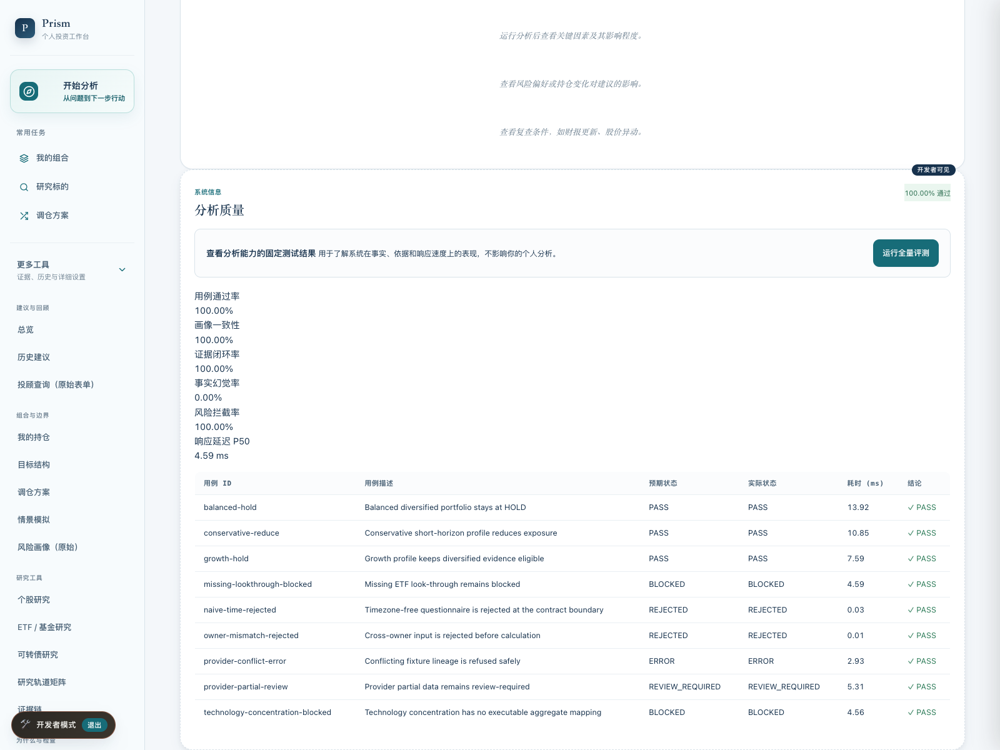 P
Prism
个人投资工作台
开始分析
从问题到下一步行动
常用任务
我的组合
研究标的
调仓方案
更多工具
证据、历史与详细设置
建议与回顾
总览
历史建议
投顾查询（原始表单）
组合与边界
我的持仓
目标结构
调仓方案
情景模拟
风险画像（原始）
研究工具
个股研究
ETF / 基金研究
可转债研究
研究轨道矩阵
证据链
开发者模式 退出
为什么与检查
运行分析后查看关键因素及其影响程度。
查看风险偏好或持仓变化对建议的影响。
查看复查条件，如财报更新、股价异动。
开发者可见
系统信息
100.00% 通过
分析质量
查看分析能力的固定测试结果 用于了解系统在事实、依据和响应速度上的表现，不影响你的个人分析。
运行全量评测
用例通过率
100.00%
画像一致性
100.00%
证据闭环率
100.00%
事实幻觉率
0.00%
风险拦截率
100.00%
响应延迟 P50
4.59 ms
用例 ID 用例描述 预期状态 实际状态 耗时 (ms) 结论
balanced-hold Balanced diversified portfolio stays at HOLD PASS PASS 13.92 ✓ PASS
conservative-reduce Conservative short-horizon profile reduces exposure PASS PASS 10.85 ✓ PASS
growth-hold Growth profile keeps diversified evidence eligible PASS PASS 7.59 ✓ PASS
missing-lookthrough-blocked Missing ETF look-through remains blocked BLOCKED BLOCKED 4.59 ✓ PASS
naive-time-rejected Timezone-free questionnaire is rejected at the contract boundary REJECTED REJECTED 0.03 ✓ PASS
owner-mismatch-rejected Cross-owner input is rejected before calculation REJECTED REJECTED 0.01 ✓ PASS
provider-conflict-error Conflicting fixture lineage is refused safely ERROR ERROR 2.93 ✓ PASS
provider-partial-review Provider partial data remains review-required REVIEW_REQUIRED REVIEW_REQUIRED 5.31 ✓ PASS
technology-concentration-blocked Technology concentration has no executable aggregate mapping BLOCKED BLOCKED 4.56 ✓ PASS